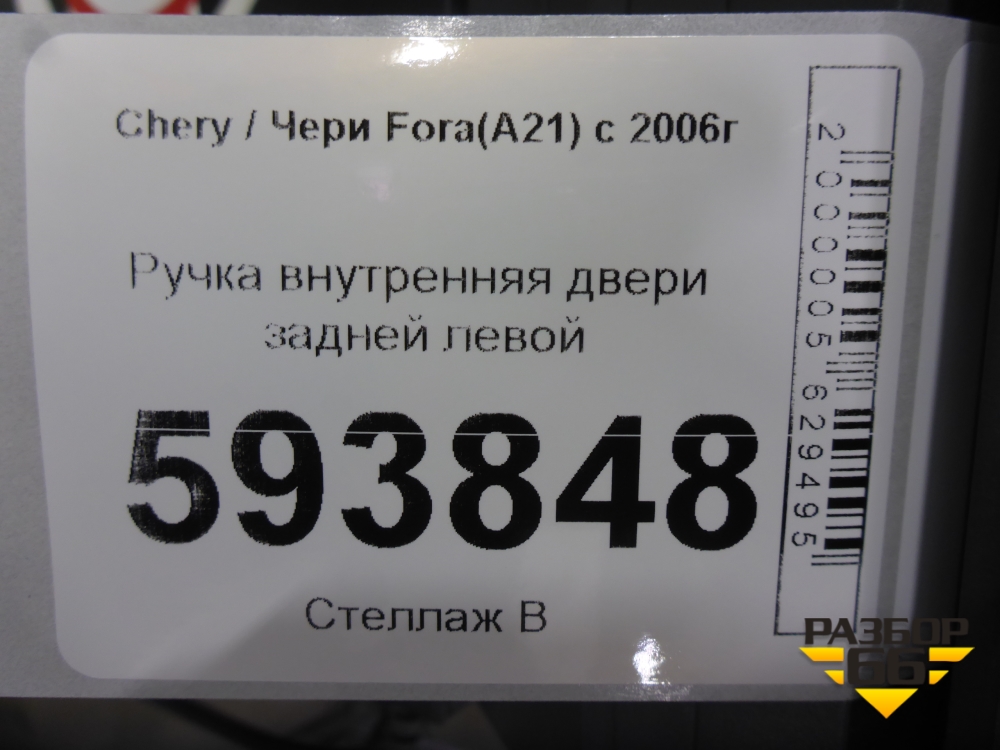 Chery / Чери Fora(A21) с 2006г
Ручка внутренняя двери
задней левой
593848
Стеллаж В
2000005629495
РАЗБОР
66